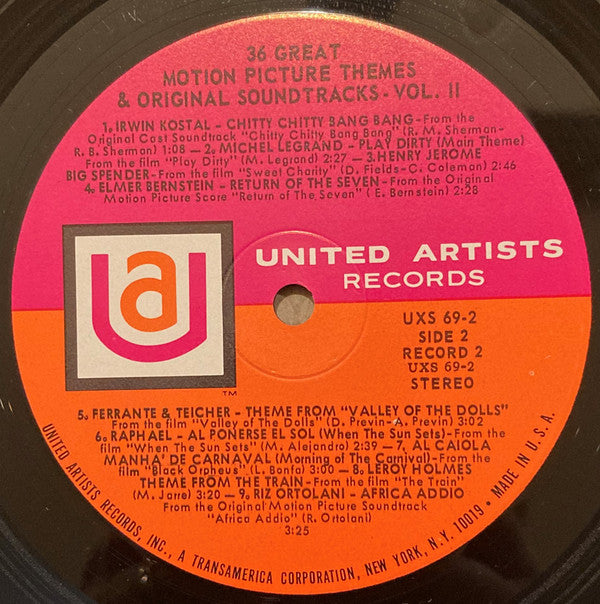 36 GREAT
MOTION PICTURE THEMES
& ORIGINAL SOUNDTRACKS - VOL. II
1. IRWIN KOSTAL - CHITTY CHITTY BANG BANG - From the
Original Cast Soundtrack "Chitty Chitty Bang Bang" (R. M. Sherman-
R. B. Sherman) 1:08 — 2. MICHEL LEGRAND - PLAY DIRTY (Main Theme)
From the film "Play Dirty" (M. Legrand) 2:27 — 3. HENRY JEROME
BIG SPENDER - From the film "Sweet Charity" (D. Fields - C. Coleman) 2:46
4. ELMER BERNSTEIN - RETURN OF THE SEVEN - From the Original
Motion Picture Score "Return of The Seven" ( E. Bernstein) 2:28
ua
UNITED ARTISTS
RECORDS
TM
UXS 69-2
SIDE 2
RECORD 2
UXS 69-2
STEREO
5. FERRANTE & TEICHER - THEME FROM "VALLEY OF THE DOLLS"
From the film "Valley of the Dolls" (D. Previn - A. Previn) 3:02
6. RAPHAEL - AL PONERSE EL SOL (When The Sun Sets) - From the
film "When The Sun Sets" (M. Alejandro) 2:39 — 7. AL CAIOLA
MANHA' DE CARNAVAL (Morning of The Carnival) - From the
film "Black Orpheus" (L. Bonfa) 3:00 — 8. LEROY HOLMES
THEME FROM THE TRAIN - From the film "The Train"
(M. Jarre) 3:20 — 9. RIZ ORTOLANI - AFRICA ADDIO
From the Original Motion Picture Soundtrack
"Africa Addio" (R. Ortolani)
3:25
UNITED ARTISTS RECORDS, INC., A TRANSAMERICA CORPORATION, NEW YORK, N.Y. 10019 • MADE IN U.S.A.